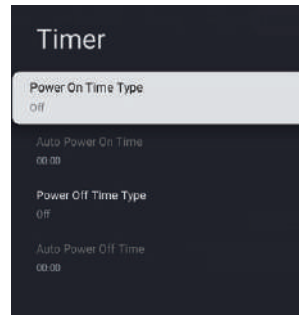 Timer
Power On Time Type
Off
Auto Power On Time
00:00
Power Off Time Type
Off
Auto Power Off Time
00:00